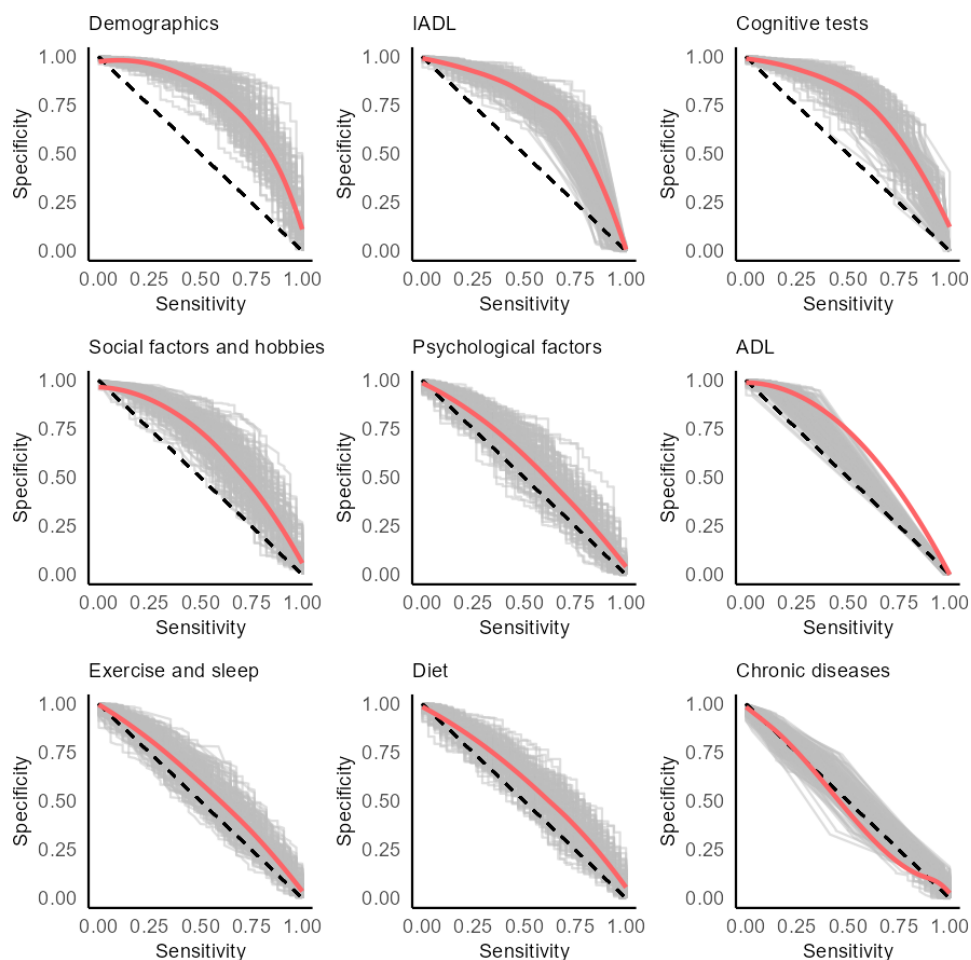 Demographics
IADL
Cognitive tests
1.00
0.75
0.50
0.25
0.00
Specificity
0.00 0.25 0.50 0.75 1.00
Sensitivity
1.00
0.75
0.50
0.25
0.00
Specificity
0.00 0.25 0.50 0.75 1.00
Sensitivity
1.00
0.75
0.50
0.25
0.00
Specificity
0.00 0.25 0.50 0.75 1.00
Sensitivity
Social factors and hobbies
Psychological factors
ADL
1.00
0.75
0.50
0.25
0.00
Specificity
0.00 0.25 0.50 0.75 1.00
Sensitivity
1.00
0.75
0.50
0.25
0.00
Specificity
0.00 0.25 0.50 0.75 1.00
Sensitivity
1.00
0.75
0.50
0.25
0.00
Specificity
0.00 0.25 0.50 0.75 1.00
Sensitivity
Exercise and sleep
Diet
Chronic diseases
1.00
0.75
0.50
0.25
0.00
Specificity
0.00 0.25 0.50 0.75 1.00
Sensitivity
1.00
0.75
0.50
0.25
0.00
Specificity
0.00 0.25 0.50 0.75 1.00
Sensitivity
1.00
0.75
0.50
0.25
0.00
Specificity
0.00 0.25 0.50 0.75 1.00
Sensitivity